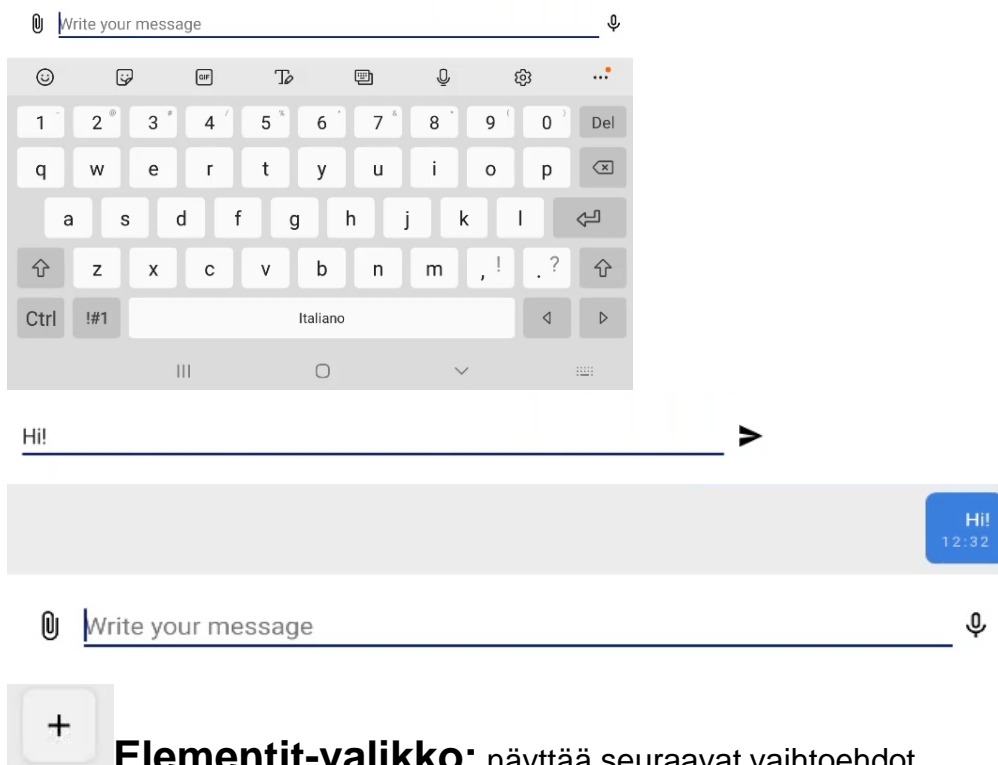 Write your message
GIF
1 2 @ 3 # 4 / 5 % 6 ^ 7 & 8 * 9 ( 0 ) Del
q w e r t y u i o p
a s d f g h j k l
z x c v b n m , ! . ?
Ctrl !#1 Italiano
Hi!
Hi!
12:32
Write your message
+
Elementit-valikko: näyttää seuraavat vaihtoehdot